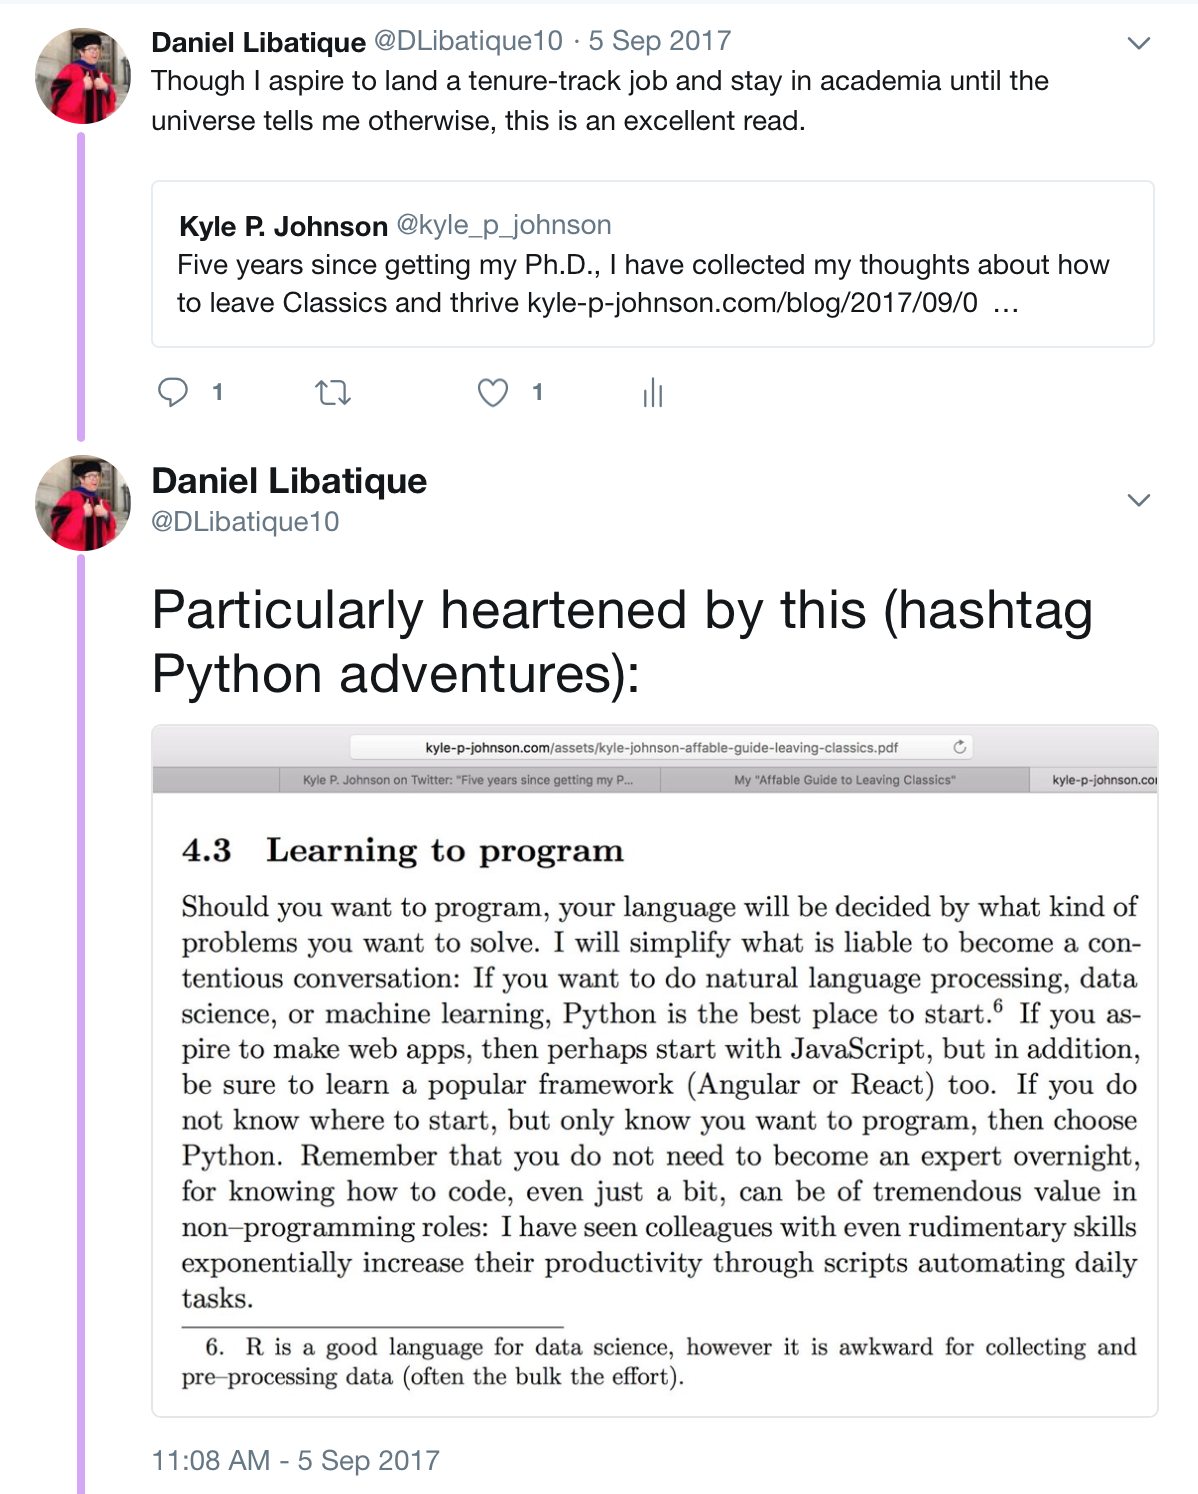 Daniel Libatique @DLibatique10 · 5 Sep 2017
Though I aspire to land a tenure-track job and stay in academia until the
universe tells me otherwise, this is an excellent read.
Kyle P. Johnson @kyle_p_johnson
Five years since getting my Ph.D., I have collected my thoughts about how
to leave Classics and thrive kyle-p-johnson.com/blog/2017/09/0 …
1 1
Daniel Libatique
@DLibatique10
Particularly heartened by this (hashtag
Python adventures):
kyle-p-johnson.com/assets/kyle-johnson-affable-guide-leaving-classics.pdf
Kyle P. Johnson on Twitter: "Five years since getting my P... My "Affable Guide to Leaving Classics" kyle-p-johnson.co
4.3 Learning to program
Should you want to program, your language will be decided by what kind of
problems you want to solve. I will simplify what is liable to become a con-
tentious conversation: If you want to do natural language processing, data
science, or machine learning, Python is the best place to start.6 If you as-
pire to make web apps, then perhaps start with JavaScript, but in addition,
be sure to learn a popular framework (Angular or React) too. If you do
not know where to start, but only know you want to program, then choose
Python. Remember that you do not need to become an expert overnight,
for knowing how to code, even just a bit, can be of tremendous value in
non–programming roles: I have seen colleagues with even rudimentary skills
exponentially increase their productivity through scripts automating daily
tasks.
6. R is a good language for data science, however it is awkward for collecting and
pre–processing data (often the bulk the effort).
11:08 AM - 5 Sep 2017